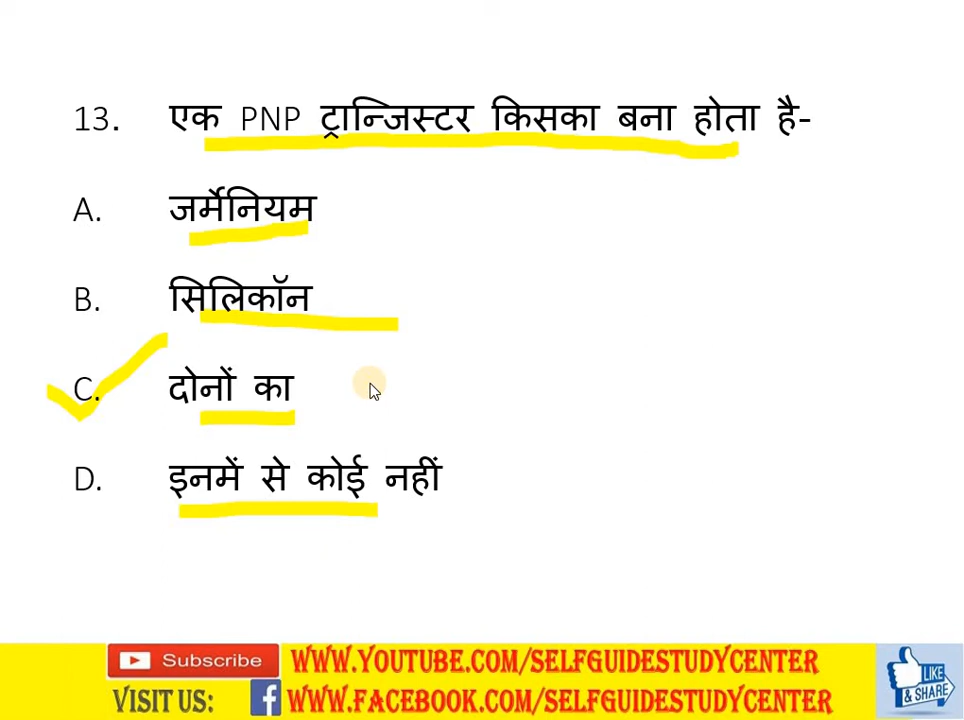 13. एक PNP ट्रान्जिस्टर किसका बना होता है-
A. जर्मेनियम
B. सिलिकॉन
C. दोनों का
D. इनमें से कोई नहीं
Subscribe WWW.YOUTUBE.COM/SELFGUIDESTUDYCENTER
VISIT US: f WWW.FACEBOOK.COM/SELFGUIDESTUDYCENTER
LIKE
& SHARE